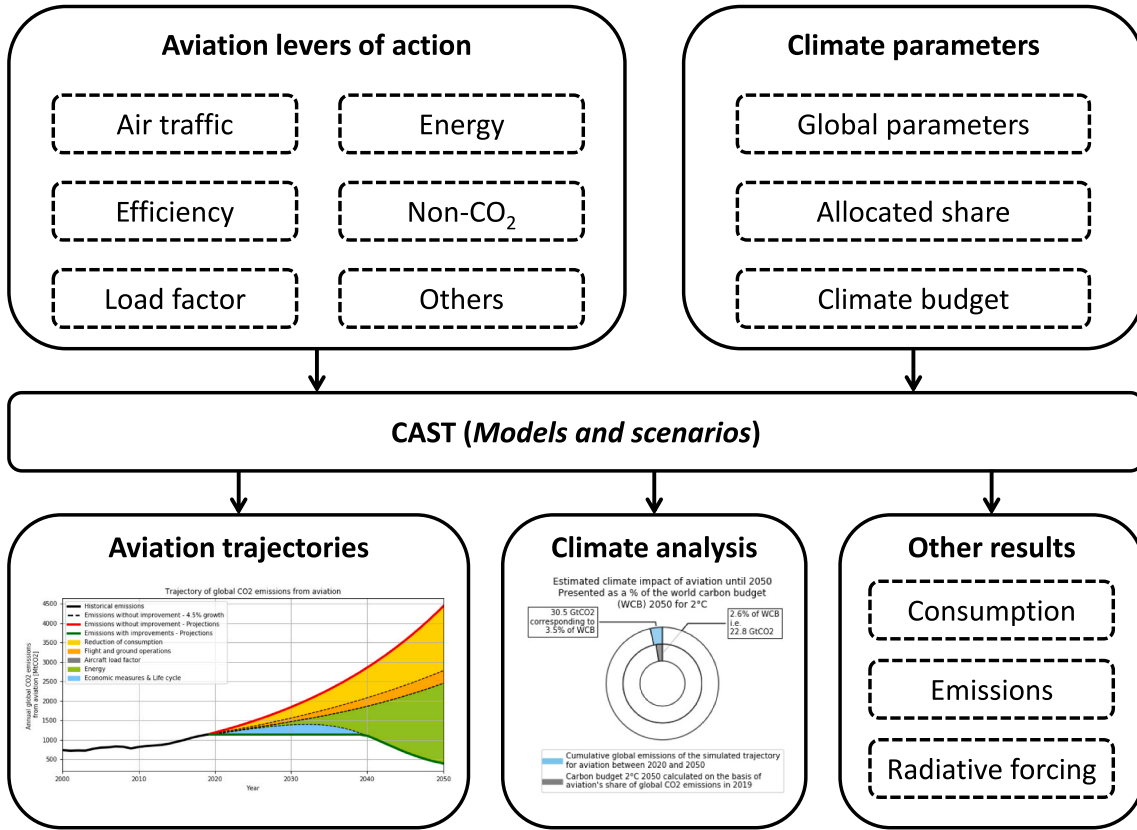 Aviation levers of action
Air traffic
Energy
Efficiency
Non-CO₂
Load factor
Others
Climate parameters
Global parameters
Allocated share
Climate budget
CAST (Models and scenarios)
Aviation trajectories
Trajectory of global CO2 emissions from aviation
Historical emissions
Emissions without improvement - 4.5% growth
Emissions without improvement - Projections
Emissions with improvements - Projections
Reduction of consumption
Flight and ground operations
Aircraft load factor
Energy
Economic measures & Life cycle
Annual global CO2 emissions
from aviation [MtCO2]
4500
4000
3500
3000
2500
2000
1500
1000
500
2000
2010
2020
2030
2040
2050
Year
Climate analysis
Estimated climate impact of aviation until 2050
Presented as a % of the world carbon budget
(WCB) 2050 for 2°C
30.5 GtCO2
corresponding to
3.5% of WCB
2.6% of WCB
i.e.
22.8 GtCO2
Cumulative global emissions of the simulated trajectory
for aviation between 2020 and 2050
Carbon budget 2°C 2050 calculated on the basis of
aviation's share of global CO2 emissions in 2019
Other results
Consumption
Emissions
Radiative forcing